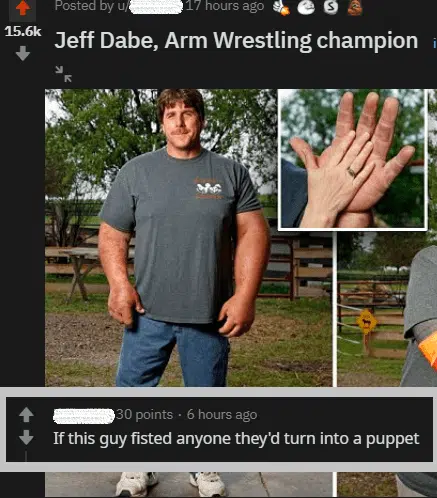 Posted by u/ 17 hours ago
15.6k
Jeff Dabe, Arm Wrestling champion
30 points · 6 hours ago
If this guy fisted anyone they'd turn into a puppet